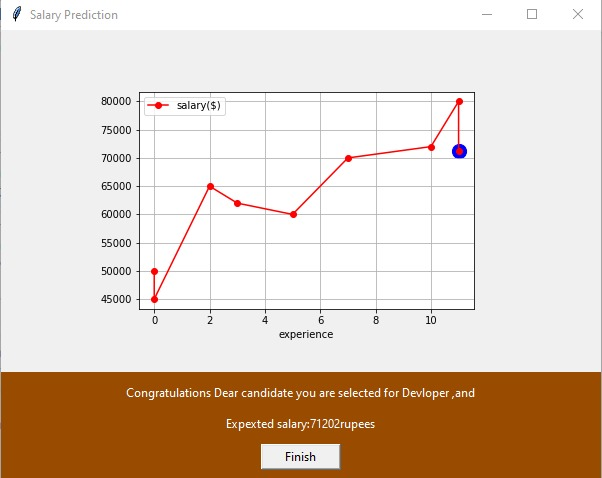 Salary Prediction
salary($)
80000
75000
70000
65000
60000
55000
50000
45000
0 2 4 6 8 10
experience
Congratulations Dear candidate you are selected for Devloper ,and
Expexted salary:71202rupees
Finish